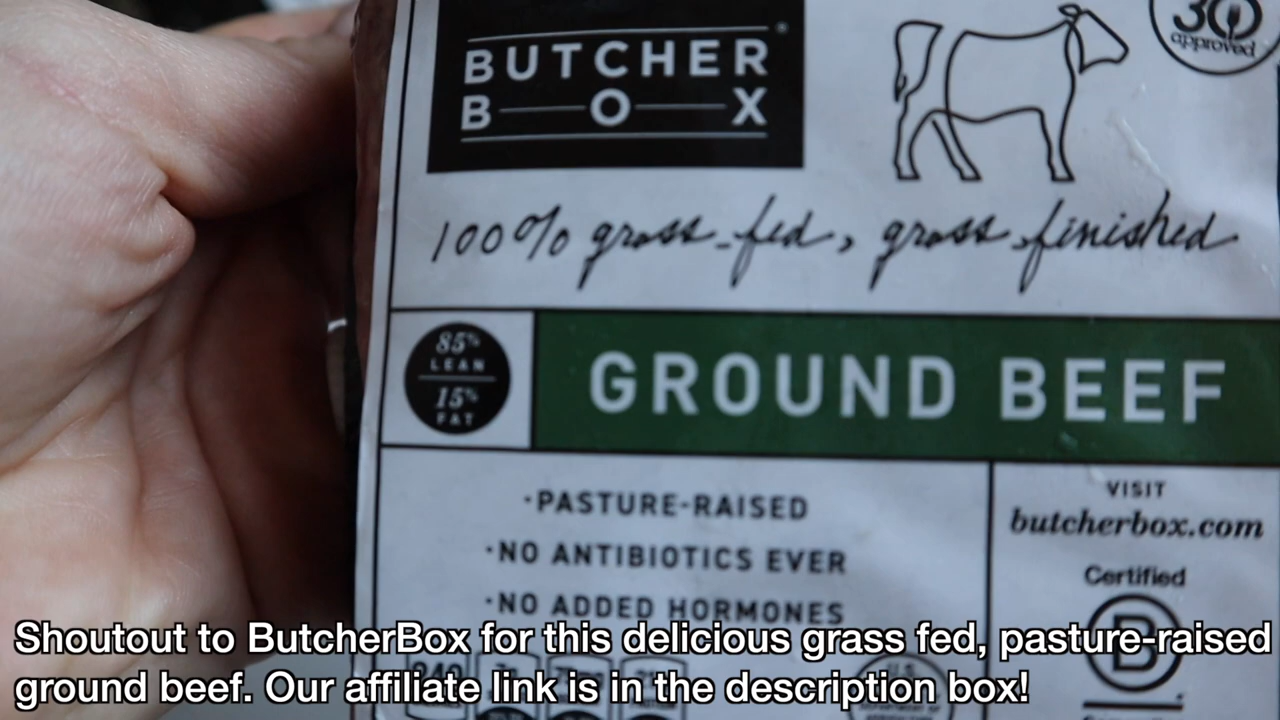 BUTCHER®
BOX
30
approved
100% grass-fed, grass finished
85%
LEAN
15%
FAT
GROUND BEEF
·PASTURE-RAISED
·NO ANTIBIOTICS EVER
·NO ADDED HORMONES
VISIT
butcherbox.com
Certified
B
240
U.S.
Shoutout to ButcherBox for this delicious grass fed, pasture-raised
ground beef. Our affiliate link is in the description box!